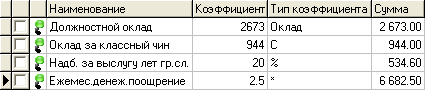 Наименование Коэффициент Тип коэффициента Сумма
Должностной оклад 2673 Оклад 2 673.00
Оклад за классный чин 944 С 944.00
Надб. за выслугу лет гр.сл. 20 % 534.60
Ежемес.денеж.поощрение 2.5 * 6 682.50